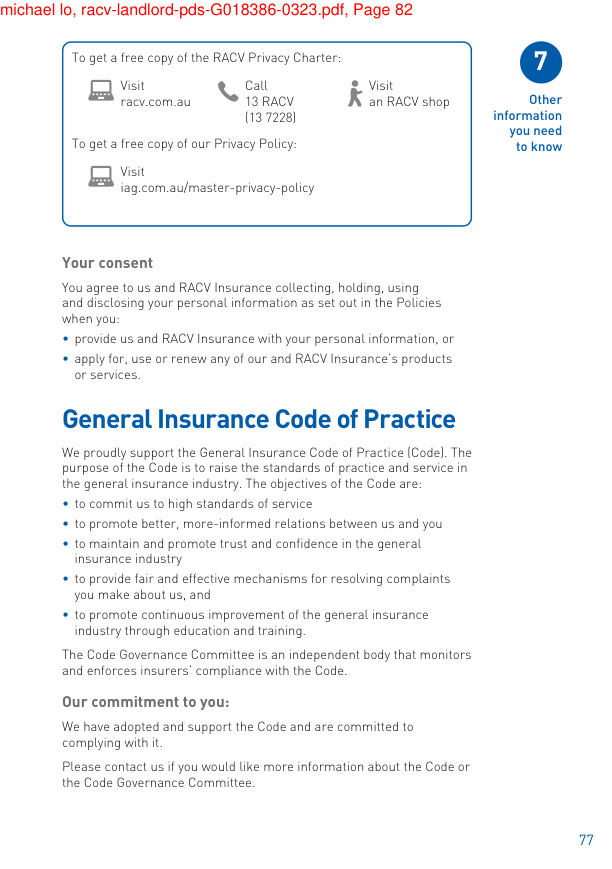 michael lo, racv-landlord-pds-G018386-0323.pdf, Page 82
To get a free copy of the RACV Privacy Charter:
Visit
racv.com.au
Call
13 RACV
(13 7228)
Visit
an RACV shop
To get a free copy of our Privacy Policy:
Visit
iag.com.au/master-privacy-policy
7
Other
information
you need
to know
Your consent
You agree to us and RACV Insurance collecting, holding, using
and disclosing your personal information as set out in the Policies
when you:
• provide us and RACV Insurance with your personal information, or
• apply for, use or renew any of our and RACV Insurance's products
or services.
General Insurance Code of Practice
We proudly support the General Insurance Code of Practice (Code). The
purpose of the Code is to raise the standards of practice and service in
the general insurance industry. The objectives of the Code are:
• to commit us to high standards of service
• to promote better, more-informed relations between us and you
• to maintain and promote trust and confidence in the general
insurance industry
• to provide fair and effective mechanisms for resolving complaints
you make about us, and
• to promote continuous improvement of the general insurance
industry through education and training.
The Code Governance Committee is an independent body that monitors
and enforces insurers' compliance with the Code.
Our commitment to you:
We have adopted and support the Code and are committed to
complying with it.
Please contact us if you would like more information about the Code or
the Code Governance Committee.
77